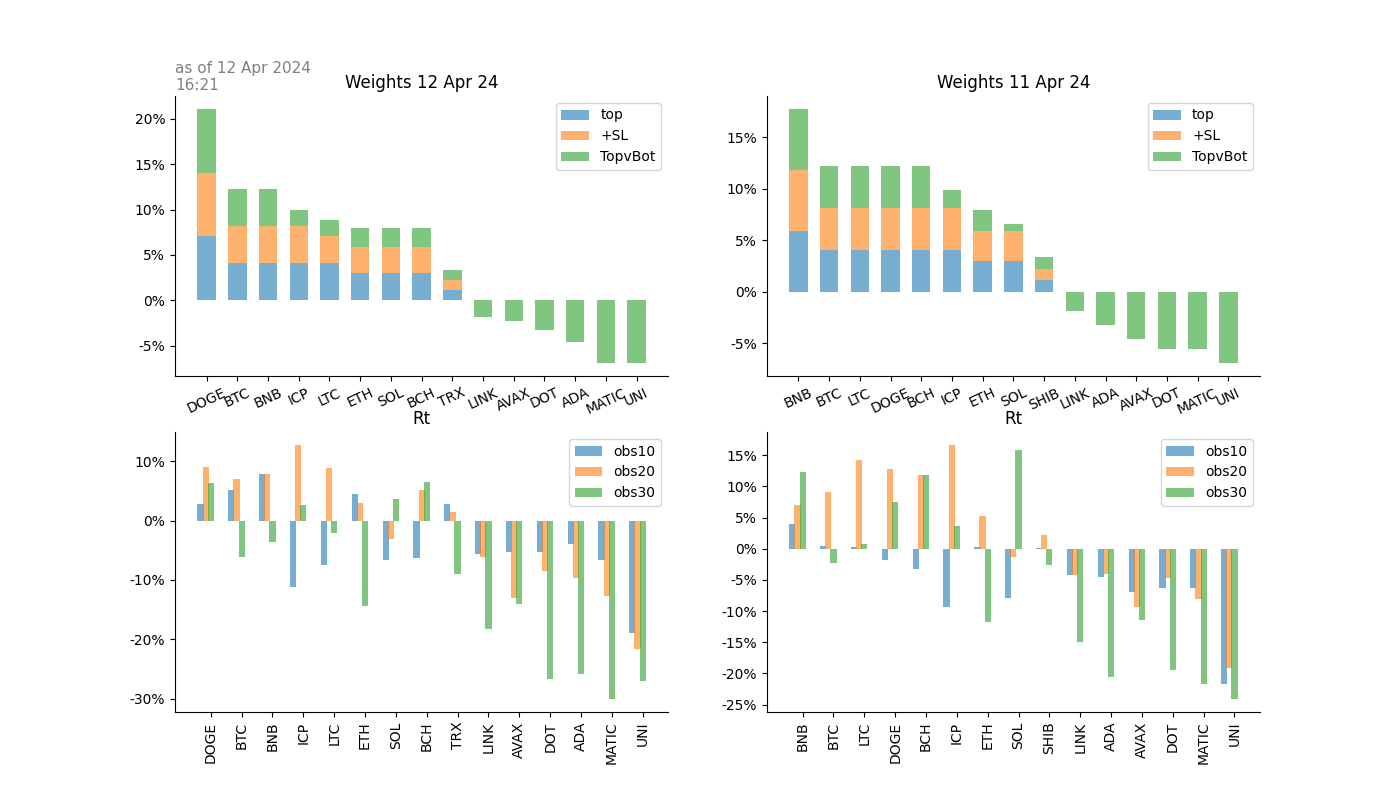 as of 12 Apr 2024
16:21
Weights 12 Apr 24
20%
15%
10%
5%
0%
-5%
top
+SL
TopvBot
DOGE BTC BNB ICP LTC ETH SOL BCH TRX LINK AVAX DOT ADA MATIC UNI
Weights 11 Apr 24
15%
10%
5%
0%
-5%
top
+SL
TopvBot
BNB BTC LTC DOGE BCH ICP ETH SOL SHIB LINK ADA AVAX DOT MATIC UNI
Rt
10%
0%
-10%
-20%
-30%
obs10
obs20
obs30
DOGE BTC BNB ICP LTC ETH SOL BCH TRX LINK AVAX DOT ADA MATIC UNI
Rt
15%
10%
5%
0%
-5%
-10%
-15%
-20%
-25%
obs10
obs20
obs30
BNB BTC LTC DOGE BCH ICP ETH SOL SHIB LINK ADA AVAX DOT MATIC UNI